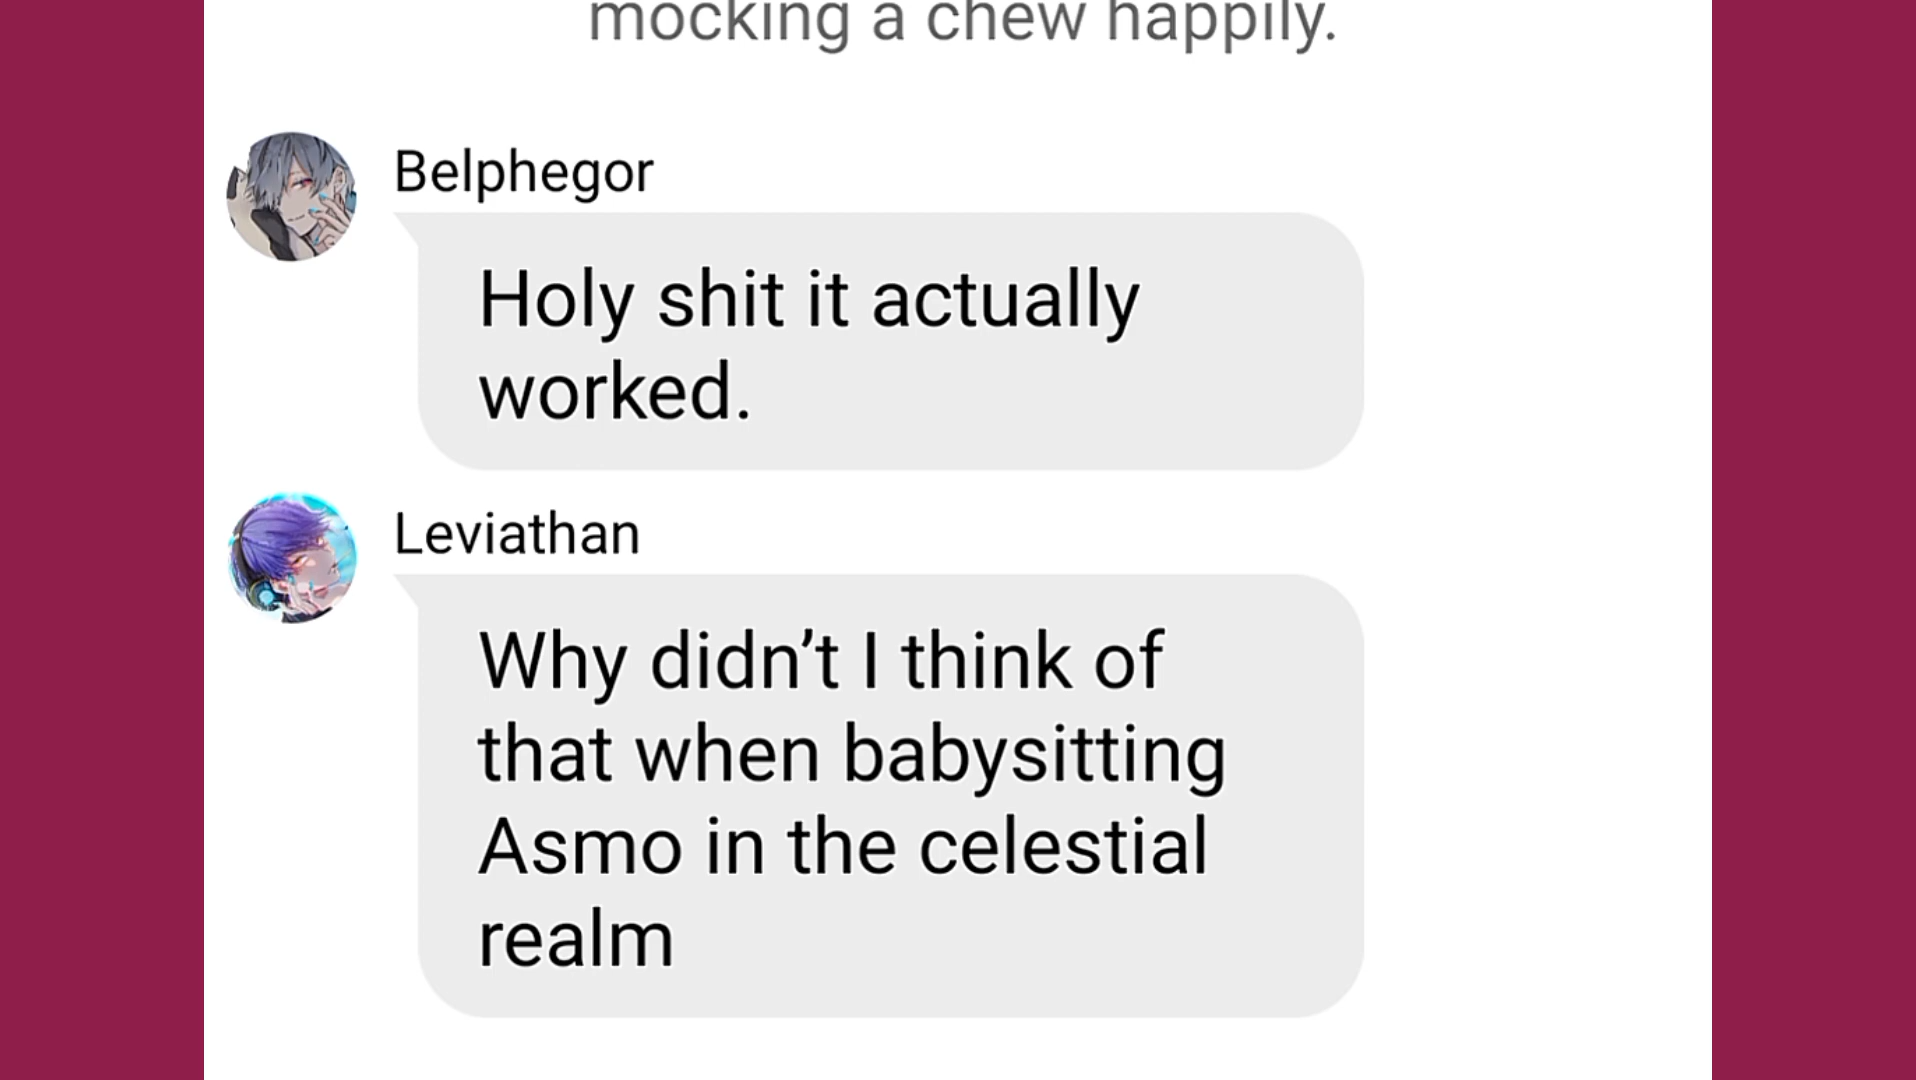 mocking a chew happily.
Belphegor
Holy shit it actually
worked.
Leviathan
Why didn’t I think of
that when babysitting
Asmo in the celestial
realm